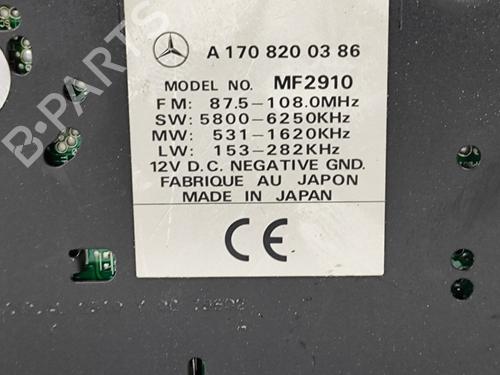 B-PARTS
A 170 820 03 86
MODEL NO. MF2910
FM: 87.5-108.0MHz
SW: 5800-6250KHz
MW: 531-1620KHz
LW: 153-282KHz
12V D.C. NEGATIVE GND.
FABRIQUE AU JAPON
MADE IN JAPAN
CE
B-PARTS